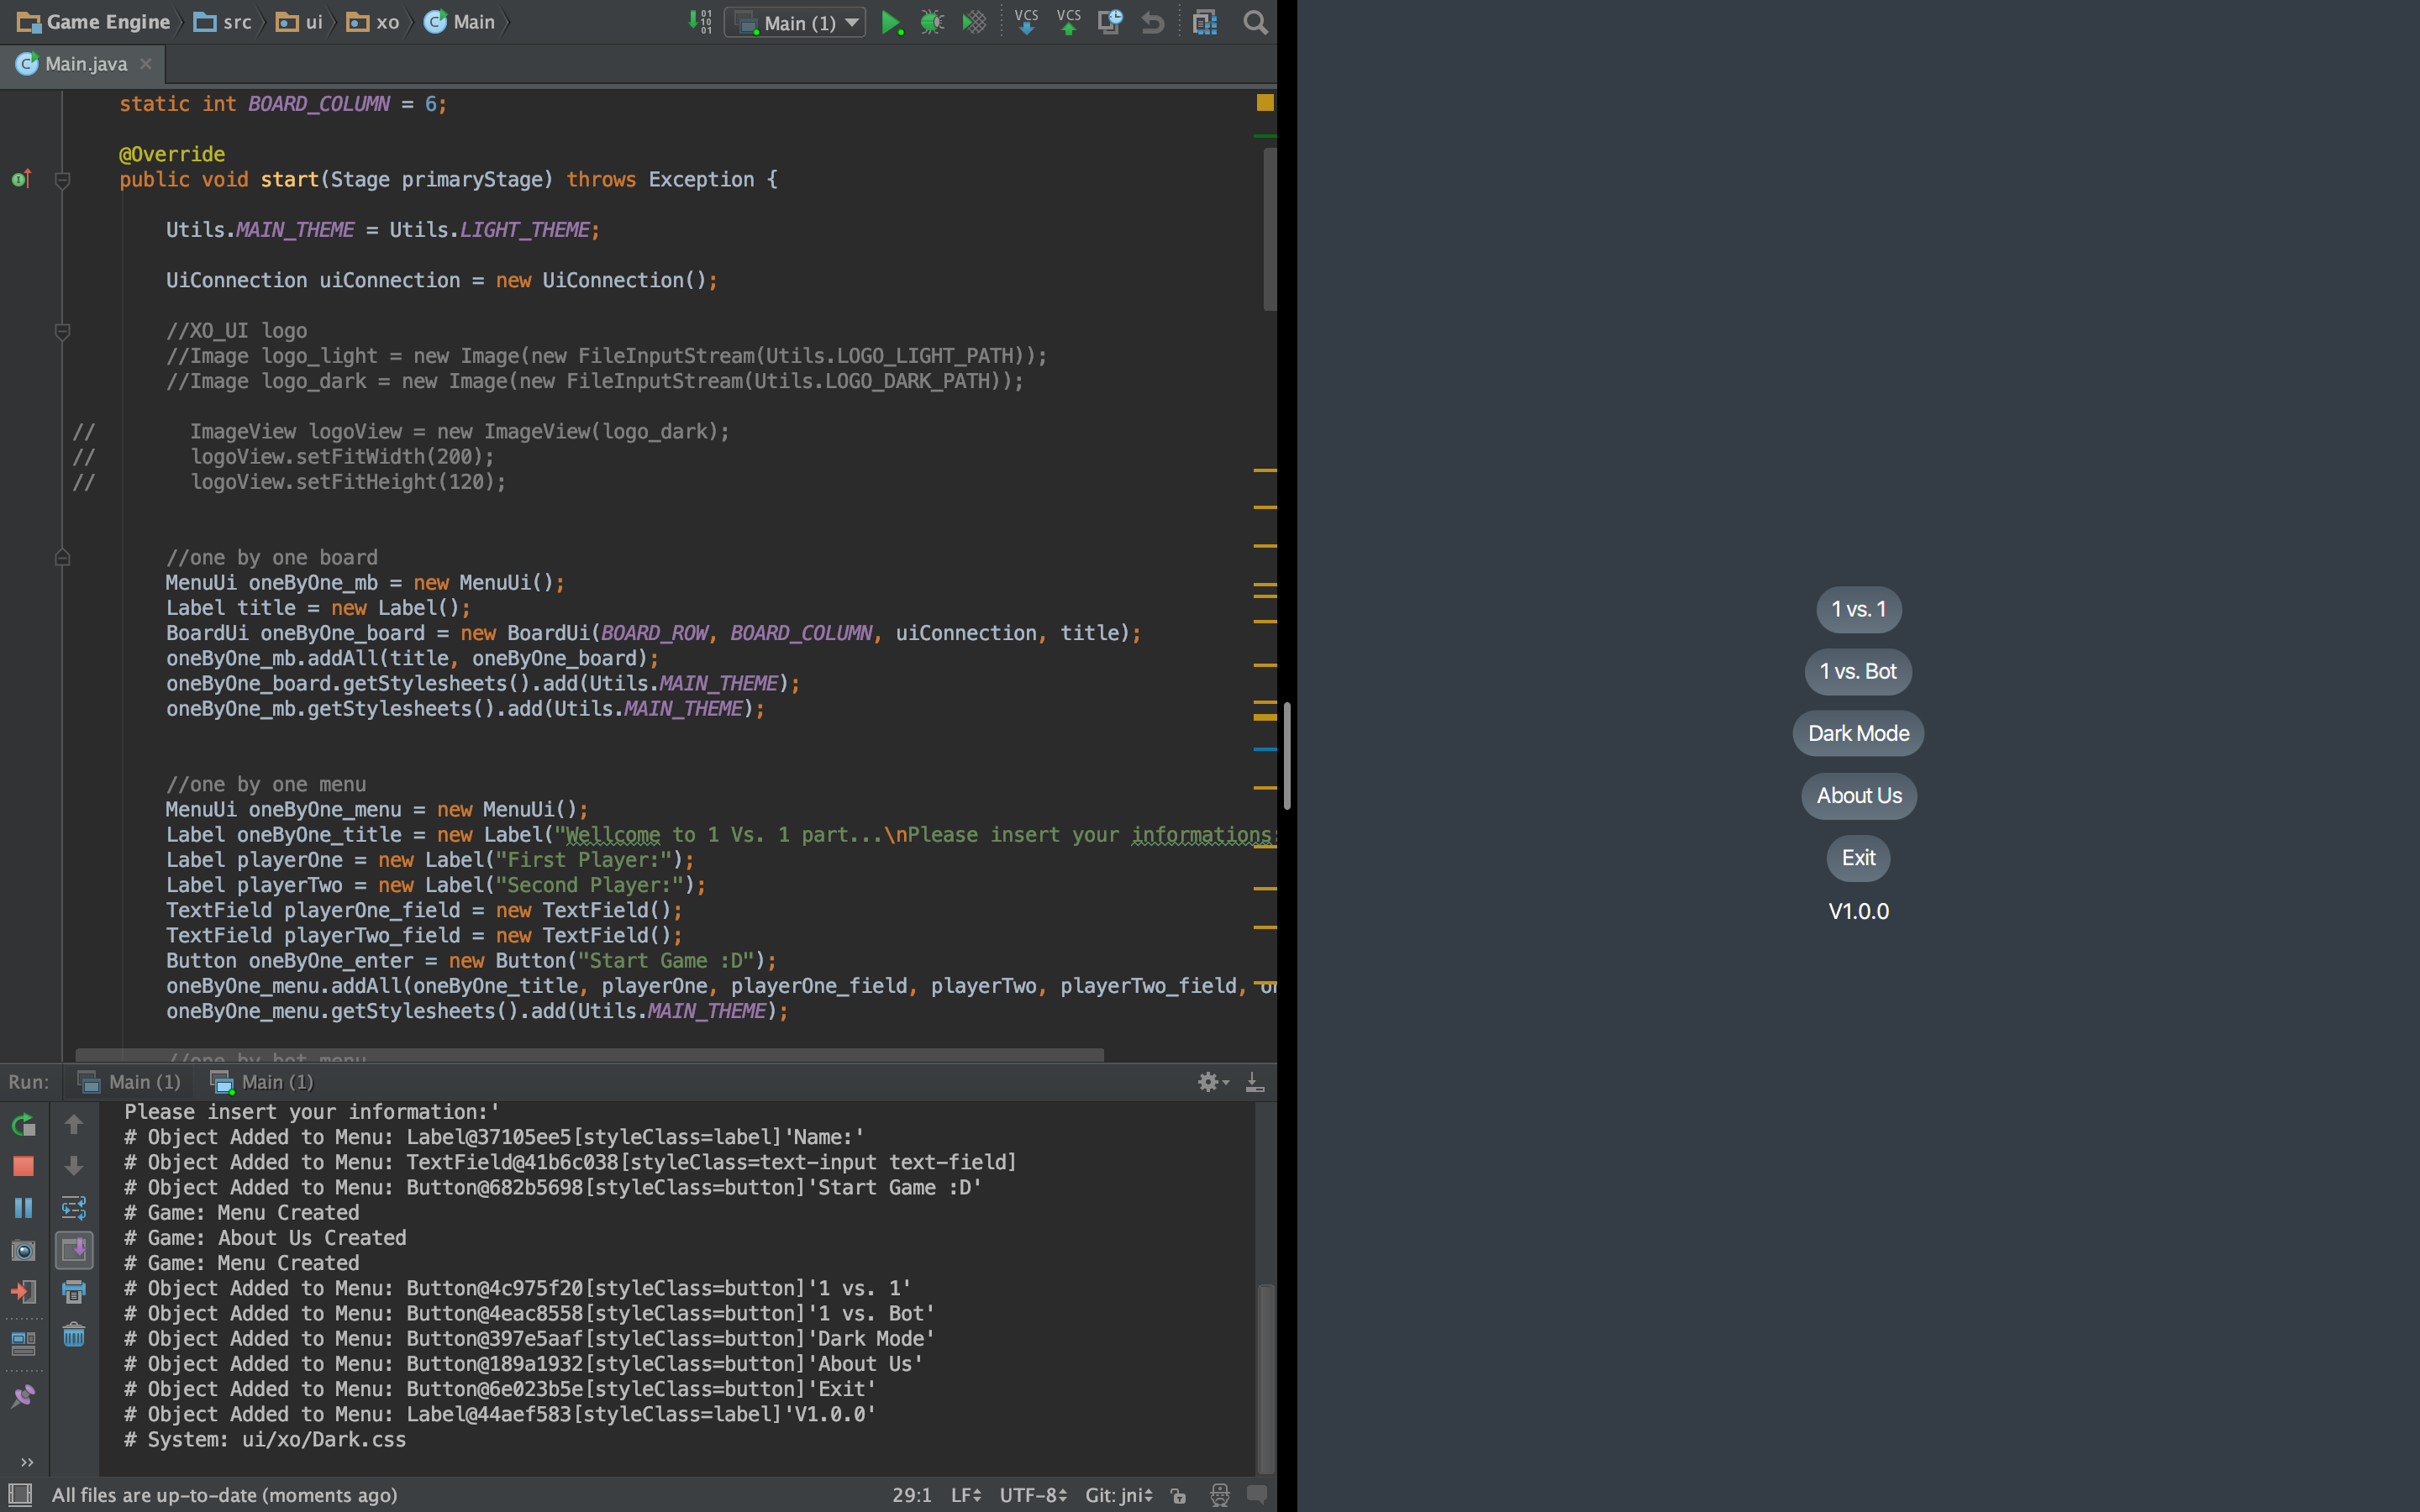 Game Engine src ui xo Main Main (1) VCS VCS
Main.java
static int BOARD_COLUMN = 6;
@Override
public void start(Stage primaryStage) throws Exception {
Utils.MAIN_THEME = Utils.LIGHT_THEME;
UiConnection uiConnection = new UiConnection();
//XO_UI logo
//Image logo_light = new Image(new FileInputStream(Utils.LOGO_LIGHT_PATH));
//Image logo_dark = new Image(new FileInputStream(Utils.LOGO_DARK_PATH));
// ImageView logoView = new ImageView(logo_dark);
// logoView.setFitWidth(200);
// logoView.setFitHeight(120);
//one by one board
MenuUi oneByOne_mb = new MenuUi();
Label title = new Label();
BoardUi oneByOne_board = new BoardUi(BOARD_ROW, BOARD_COLUMN, uiConnection, title);
oneByOne_mb.addAll(title, oneByOne_board);
oneByOne_board.getStylesheets().add(Utils.MAIN_THEME);
oneByOne_mb.getStylesheets().add(Utils.MAIN_THEME);
//one by one menu
MenuUi oneByOne_menu = new MenuUi();
Label oneByOne_title = new Label("Wellcome to 1 Vs. 1 part...\nPlease insert your informations:
Label playerOne = new Label("First Player:");
Label playerTwo = new Label("Second Player:");
TextField playerOne_field = new TextField();
TextField playerTwo_field = new TextField();
Button oneByOne_enter = new Button("Start Game :D");
oneByOne_menu.addAll(oneByOne_title, playerOne, playerOne_field, playerTwo, playerTwo_field, on
oneByOne_menu.getStylesheets().add(Utils.MAIN_THEME);
//one by bot menu
Run: Main (1) Main (1)
Please insert your information:'
# Object Added to Menu: Label@37105ee5[styleClass=label]'Name:'
# Object Added to Menu: TextField@41b6c038[styleClass=text-input text-field]
# Object Added to Menu: Button@682b5698[styleClass=button]'Start Game :D'
# Game: Menu Created
# Game: About Us Created
# Game: Menu Created
# Object Added to Menu: Button@4c975f20[styleClass=button]'1 vs. 1'
# Object Added to Menu: Button@4eac8558[styleClass=button]'1 vs. Bot'
# Object Added to Menu: Button@397e5aaf[styleClass=button]'Dark Mode'
# Object Added to Menu: Button@189a1932[styleClass=button]'About Us'
# Object Added to Menu: Button@6e023b5e[styleClass=button]'Exit'
# Object Added to Menu: Label@44aef583[styleClass=label]'V1.0.0'
# System: ui/xo/Dark.css
All files are up-to-date (moments ago) 29:1 LF UTF-8 Git: jni
1 vs. 1
1 vs. Bot
Dark Mode
About Us
Exit
V1.0.0